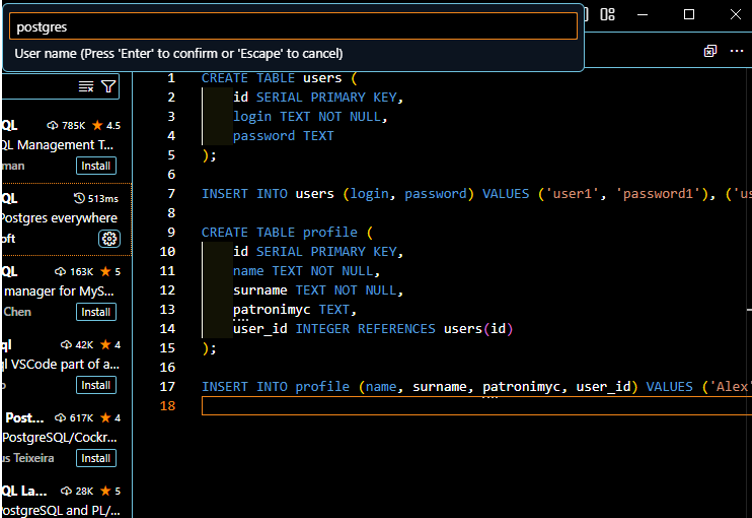 postgres
User name (Press 'Enter' to confirm or 'Escape' to cancel)
QL 785K 4.5
QL Management T...
man Install
QL 513ms
Postgres everywhere
oft
QL 163K 5
manager for MyS...
Chen Install
ql 42K 4
ql VSCode part of a...
o Install
Post... 617K 4
PostgreSQL/Cockr...
us Teixeira Install
QL La... 28K 5
ostgreSQL and PL/...
1 CREATE TABLE users (
2 id SERIAL PRIMARY KEY,
3 login TEXT NOT NULL,
4 password TEXT
5 );
6
7 INSERT INTO users (login, password) VALUES ('user1', 'password1'), ('us
8
9 CREATE TABLE profile (
10 id SERIAL PRIMARY KEY,
11 name TEXT NOT NULL,
12 surname TEXT NOT NULL,
13 patronimyc TEXT,
14 user_id INTEGER REFERENCES users(id)
15 );
16
17 INSERT INTO profile (name, surname, patronimyc, user_id) VALUES ('Alex'
18